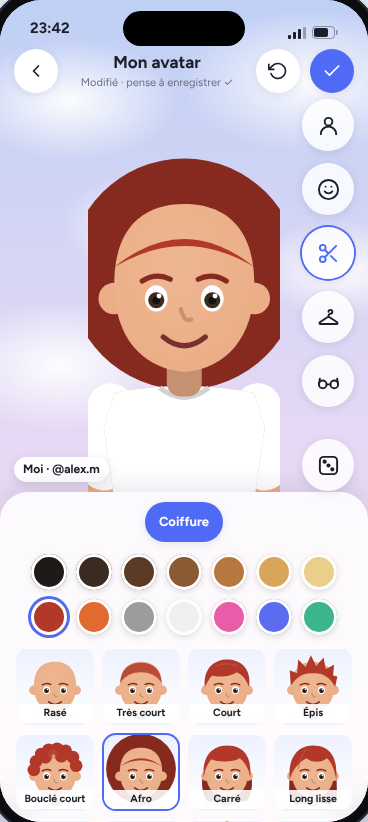 23:42
Mon avatar
Modifié · pense à enregistrer ✓
Moi · @alex.m
Coiffure
Rasé
Très court
Court
Épis
Bouclé court
Afro
Carré
Long lisse